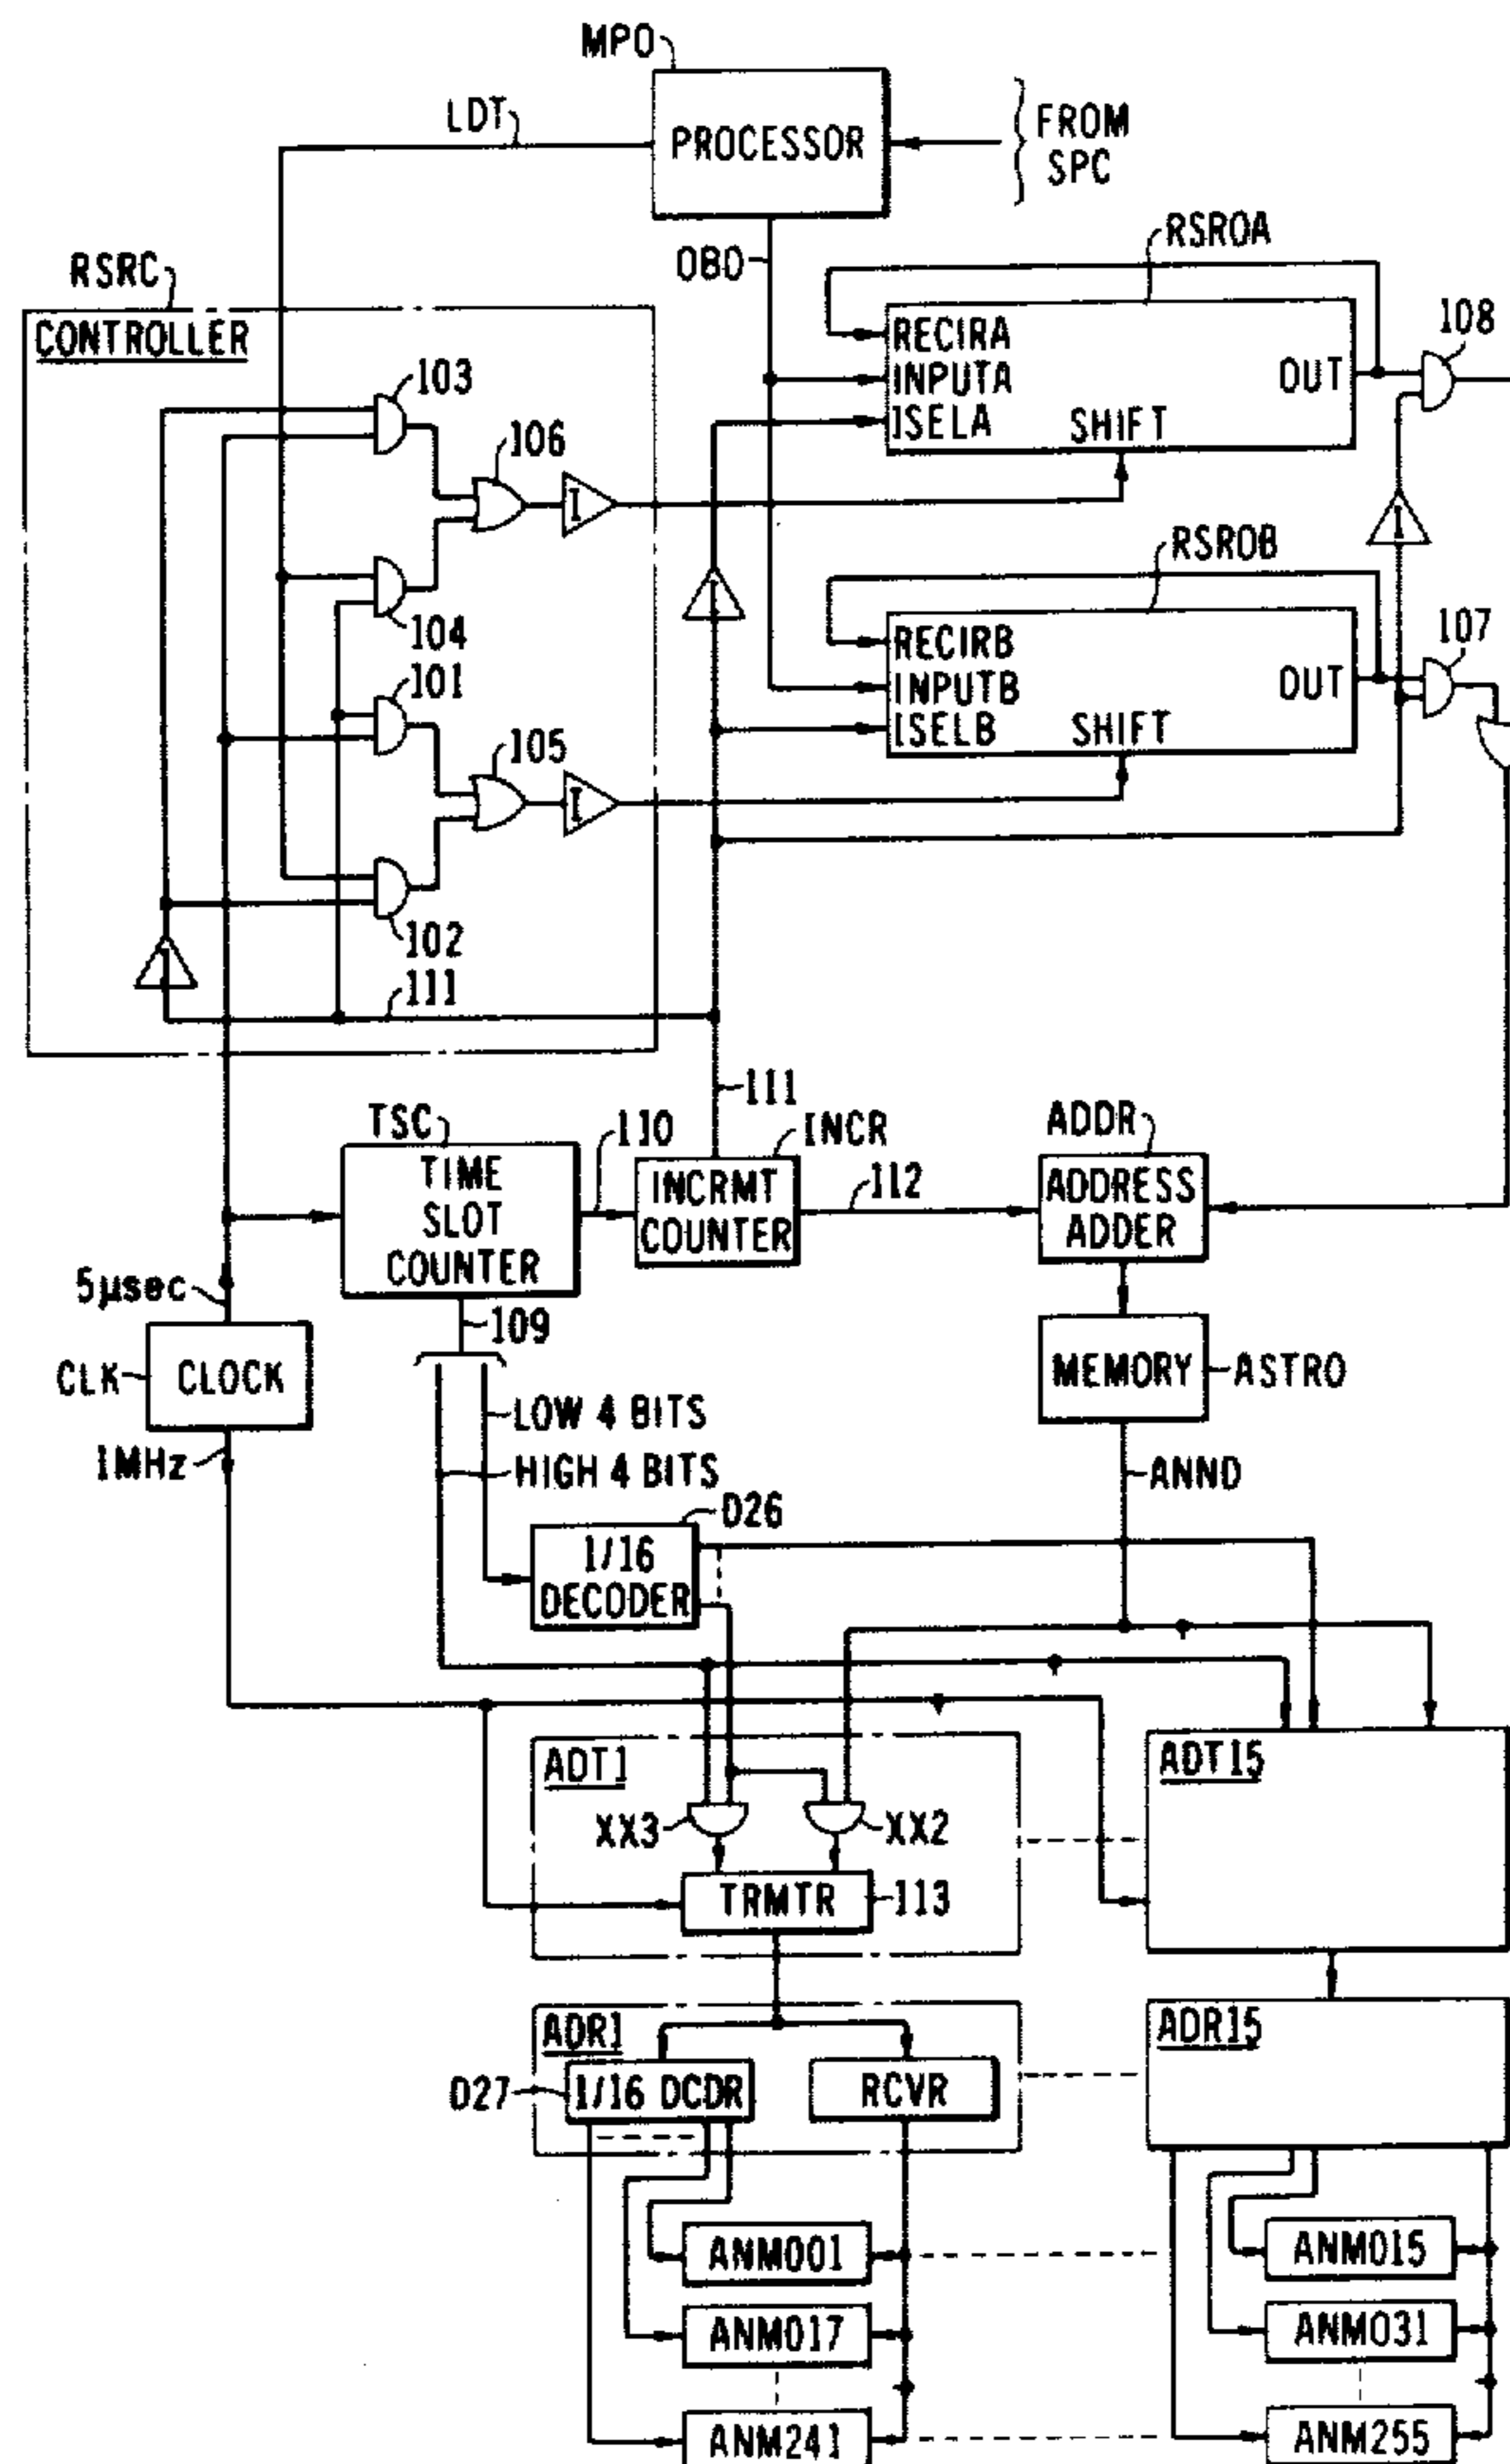 MPO
PROCESSOR
FROM
SPC
LDT
OBO
RSRC
CONTROLLER
103
106
104
101
105
102
111
RSROA
RECIRA
INPUTA
ISELA
SHIFT
OUT
108
RSROB
RECIRB
INPUTB
ISELB
SHIFT
OUT
107
I
I
I
111
TSC
TIME
SLOT
COUNTER
110
INCR
INCRMT
COUNTER
112
ADDR
ADDRESS
ADDER
5µsec
CLK
CLOCK
1MHz
109
LOW 4 BITS
HIGH 4 BITS
MEMORY
ASTRO
ANND
D26
1/16
DECODER
ADT1
XX3
XX2
TRMTR
113
ADT15
ADR1
D27
1/16 DCDR
RCVR
ADR15
ANM001
ANM015
ANM017
ANM031
ANM241
ANM255